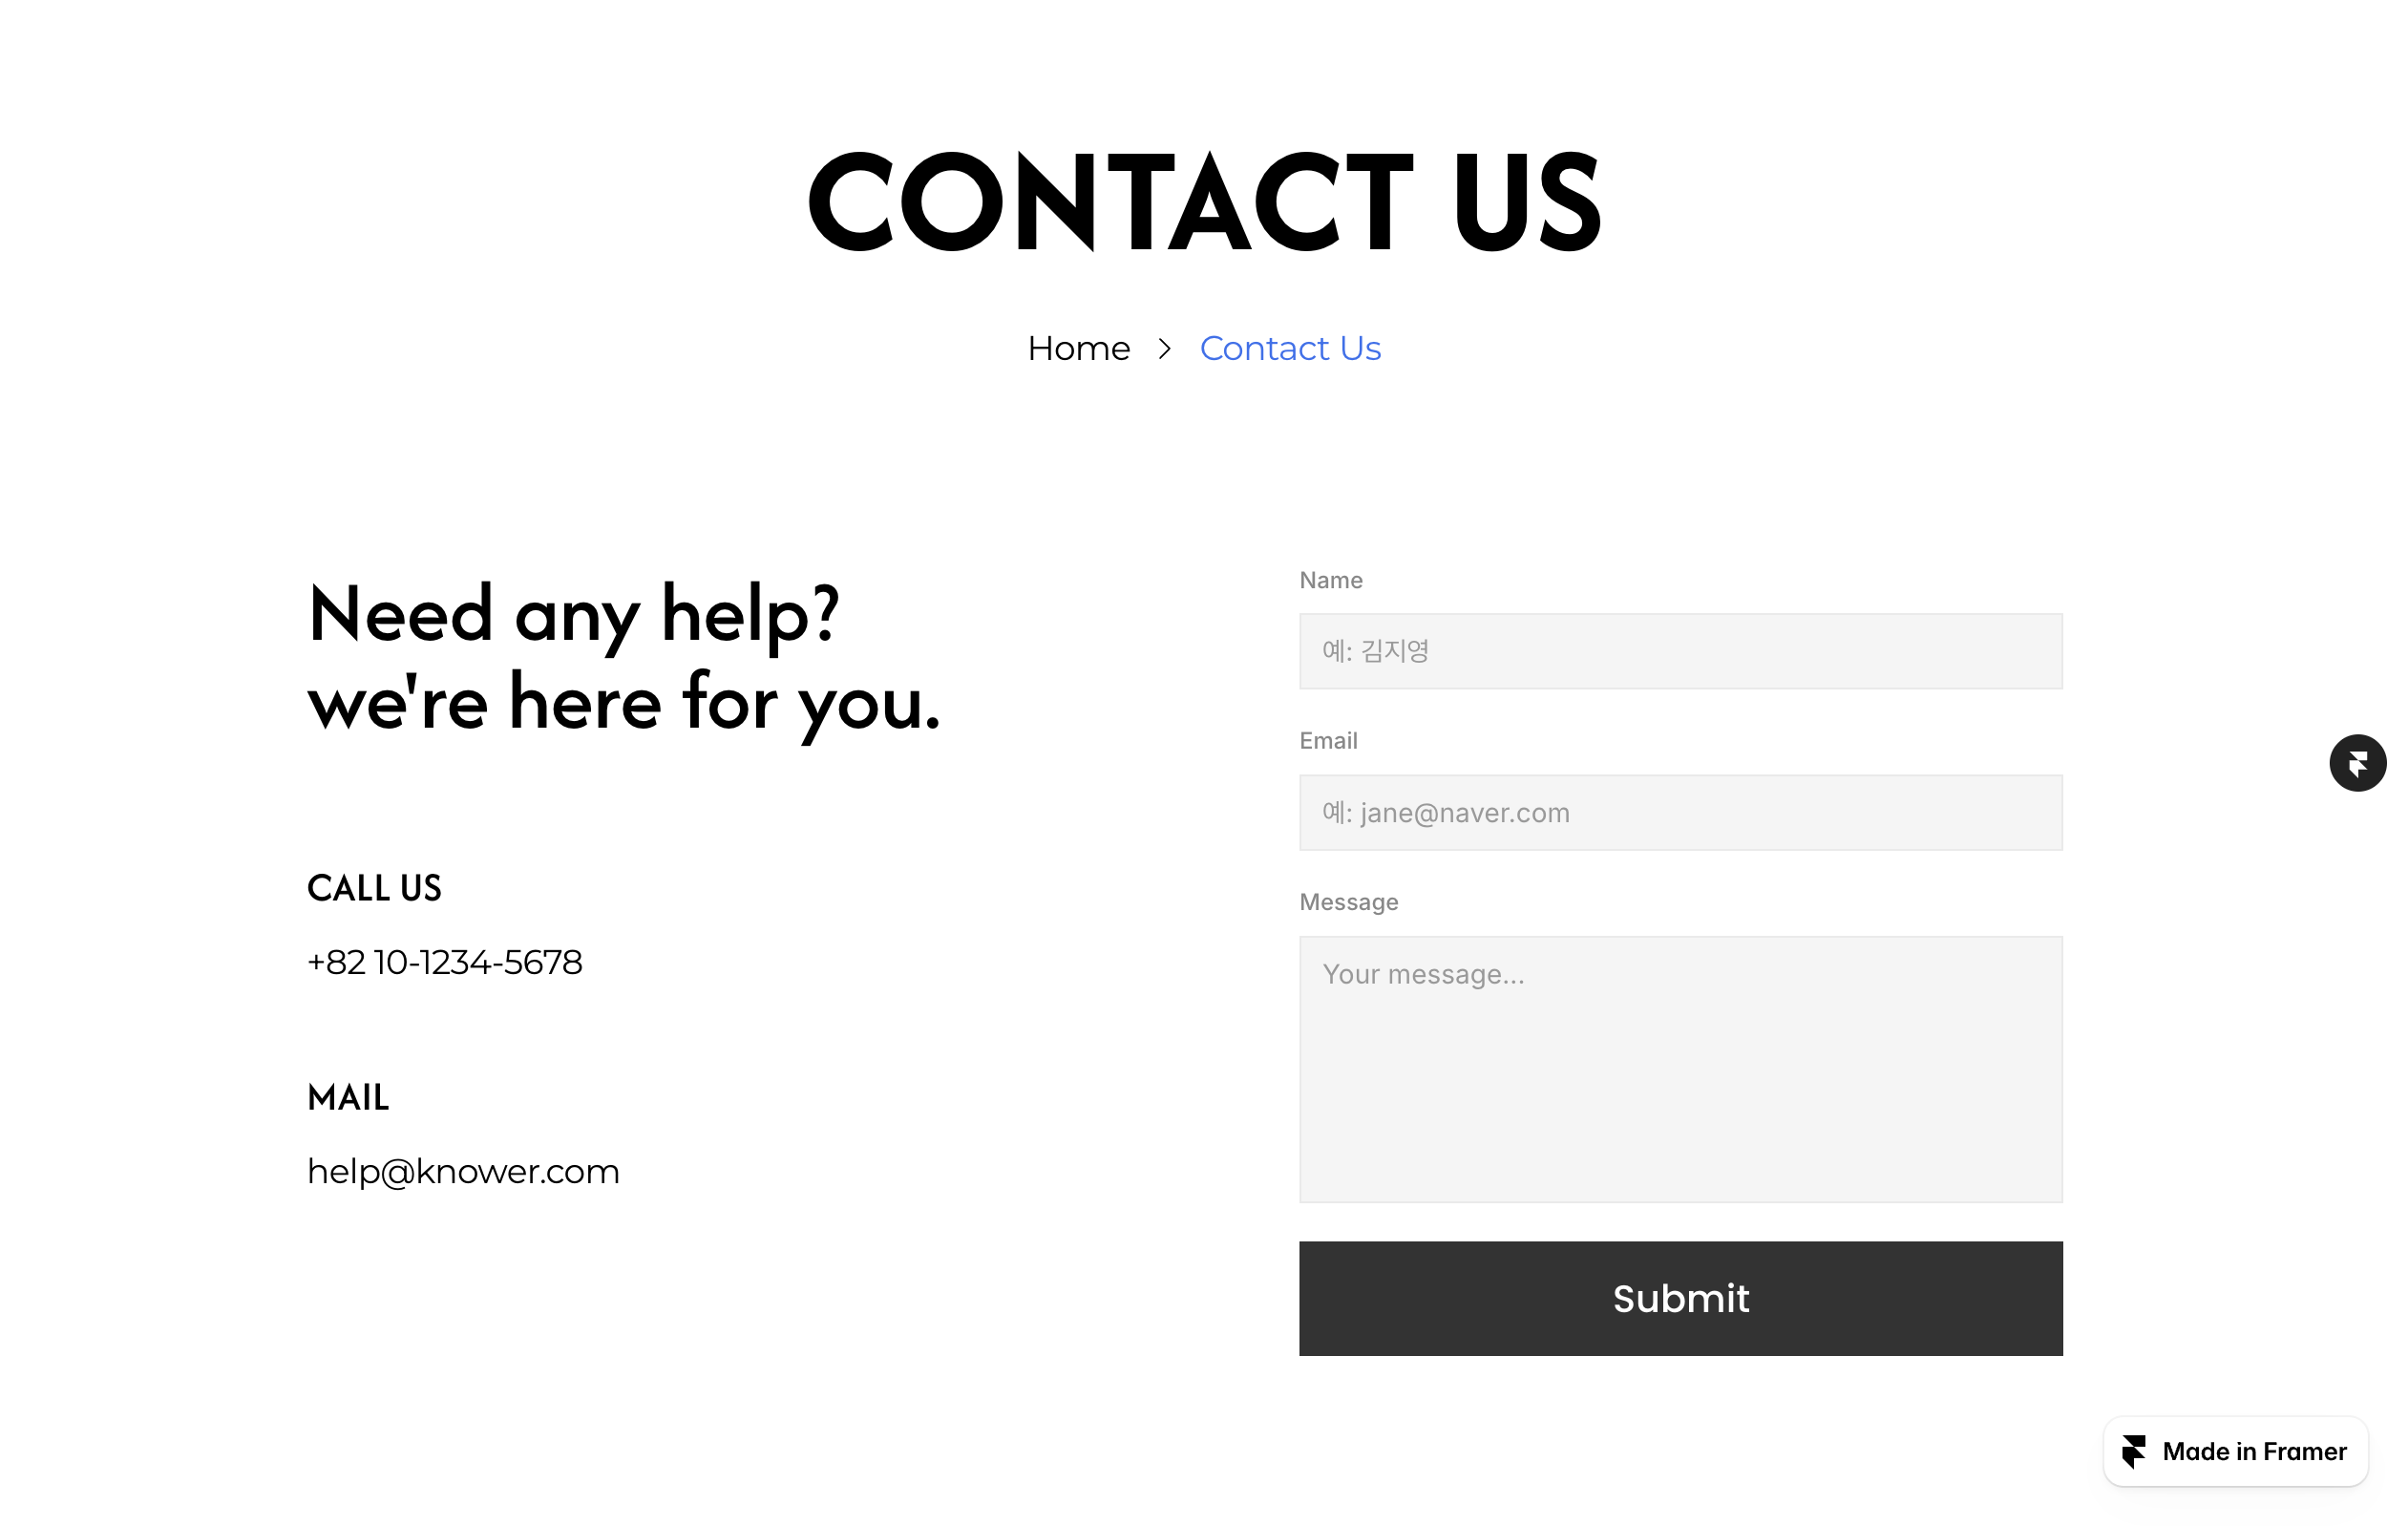 CONTACT US
Home > Contact Us
Need any help?
we're here for you.
CALL US
+82 10-1234-5678
MAIL
help@knower.com
Name
예: 김지영
Email
예: jane@naver.com
Message
Your message...
Submit
Made in Framer